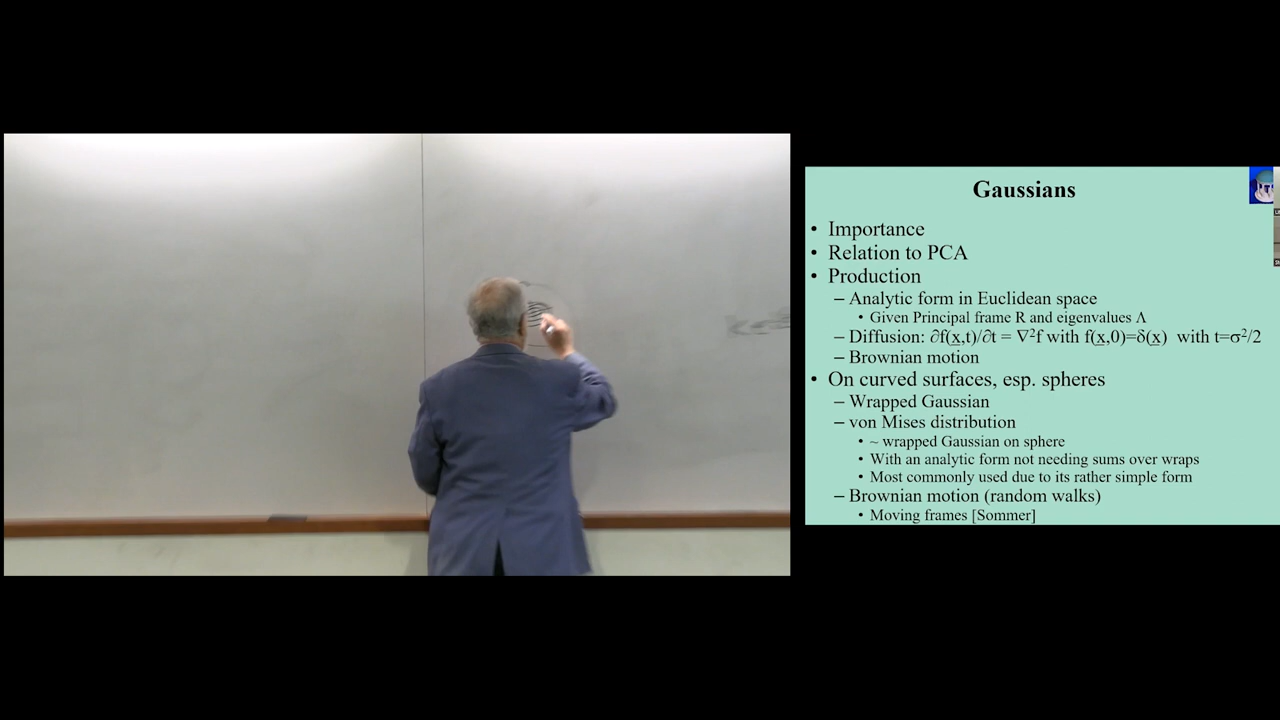 Gaussians
• Importance
• Relation to PCA
• Production
– Analytic form in Euclidean space
• Given Principal frame R and eigenvalues Λ
– Diffusion: ∂f(x,t)/∂t = ∇²f with f(x,0)=δ(x) with t=σ²/2
– Brownian motion
• On curved surfaces, esp. spheres
– Wrapped Gaussian
– von Mises distribution
• ~ wrapped Gaussian on sphere
• With an analytic form not needing sums over wraps
• Most commonly used due to its rather simple form
– Brownian motion (random walks)
• Moving frames [Sommer]